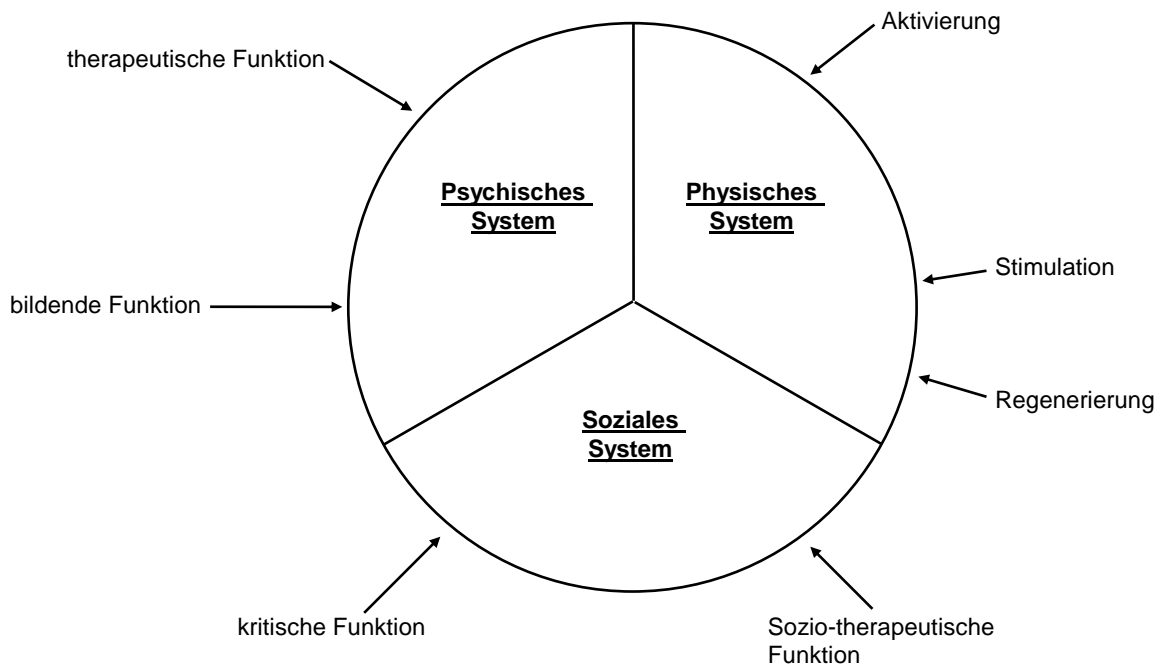 Aktivierung
therapeutische Funktion
Psychisches
System
Physisches
System
Stimulation
bildende Funktion
Regenerierung
Soziales
System
kritische Funktion
Sozio-therapeutische
Funktion